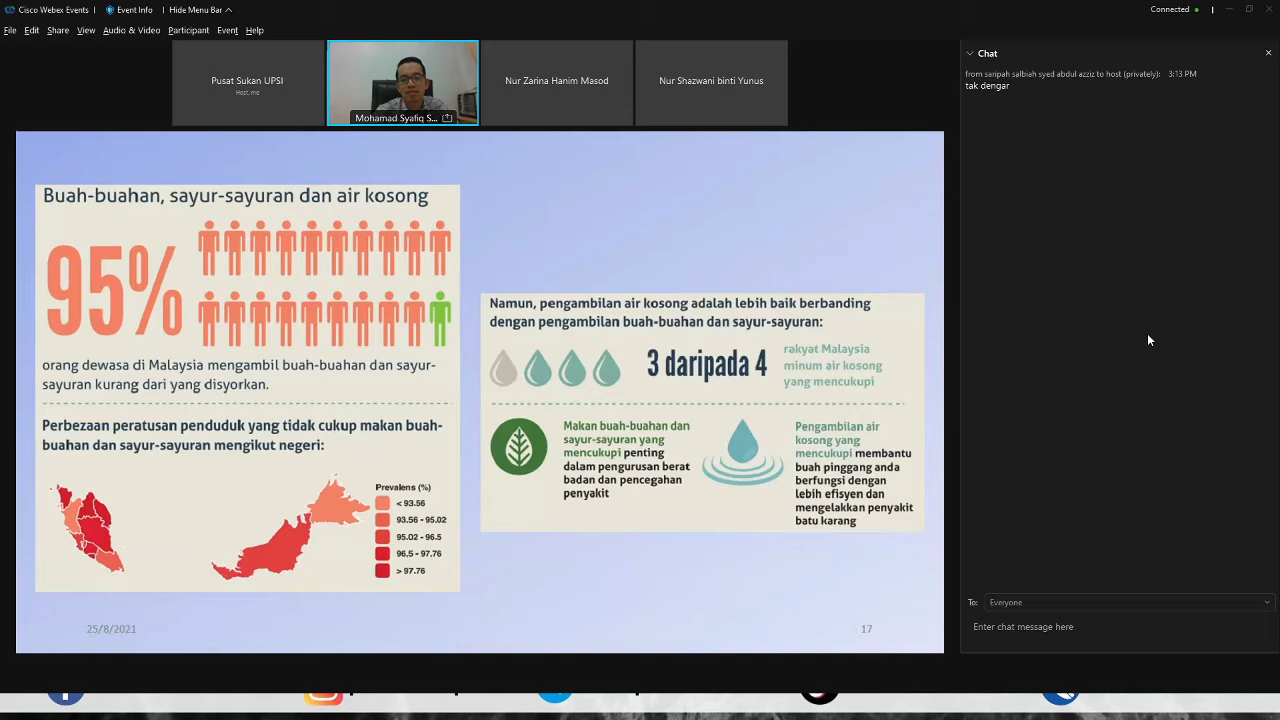 Cisco Webex Events
Event Info
Hide Menu Bar
Connected
File Edit Share View Audio & Video Participant Event Help
Pusat Sukan UPSI
Host, me
Mohamad Syafiq S...
Nur Zarina Hanim Masod
Nur Shazwani binti Yunus
Buah-buahan, sayur-sayuran dan air kosong
95%
orang dewasa di Malaysia mengambil buah-buahan dan sayur-
sayuran kurang dari yang disyorkan.
Perbezaan peratusan penduduk yang tidak cukup makan buah-
buahan dan sayur-sayuran mengikut negeri:
Prevalens (%)
< 93.56
93.56 - 95.02
95.02 - 96.5
96.5 - 97.76
> 97.76
Namun, pengambilan air kosong adalah lebih baik berbanding
dengan pengambilan buah-buahan dan sayur-sayuran:
3 daripada 4
rakyat Malaysia
minum air kosong
yang mencukupi
Makan buah-buahan dan
sayur-sayuran yang
mencukupi penting
dalam pengurusan berat
badan dan pencegahan
penyakit
Pengambilan air
kosong yang
mencukupi membantu
buah pinggang anda
berfungsi dengan
lebih efisyen dan
mengelakkan penyakit
batu karang
25/8/2021
17
Chat
from saripah salbiah syed abdul azziz to host (privately): 3:13 PM
tak dengar
To: Everyone
Enter chat message here